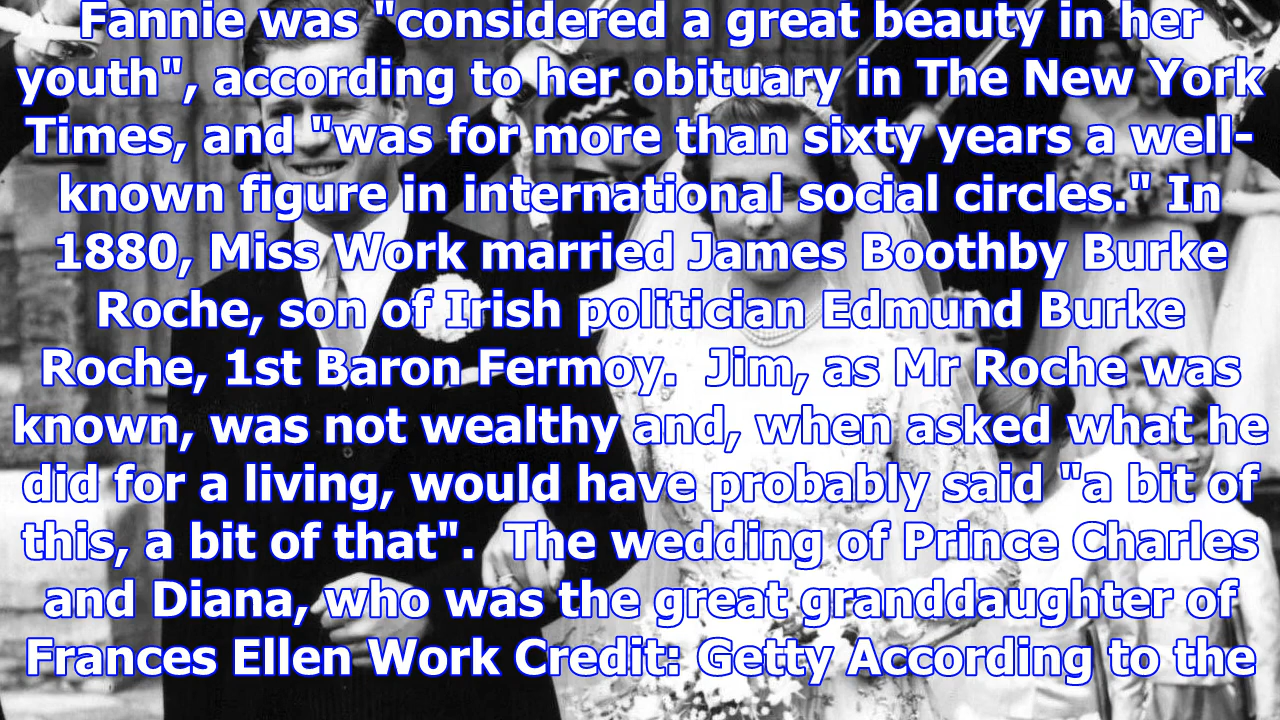 Fannie was "considered a great beauty in her
youth", according to her obituary in The New York
Times, and "was for more than sixty years a well-
known figure in international social circles." In
1880, Miss Work married James Boothby Burke
Roche, son of Irish politician Edmund Burke
Roche, 1st Baron Fermoy.  Jim, as Mr Roche was
known, was not wealthy and, when asked what he
did for a living, would have probably said "a bit of
this, a bit of that".  The wedding of Prince Charles
and Diana, who was the great granddaughter of
Frances Ellen Work Credit: Getty According to the